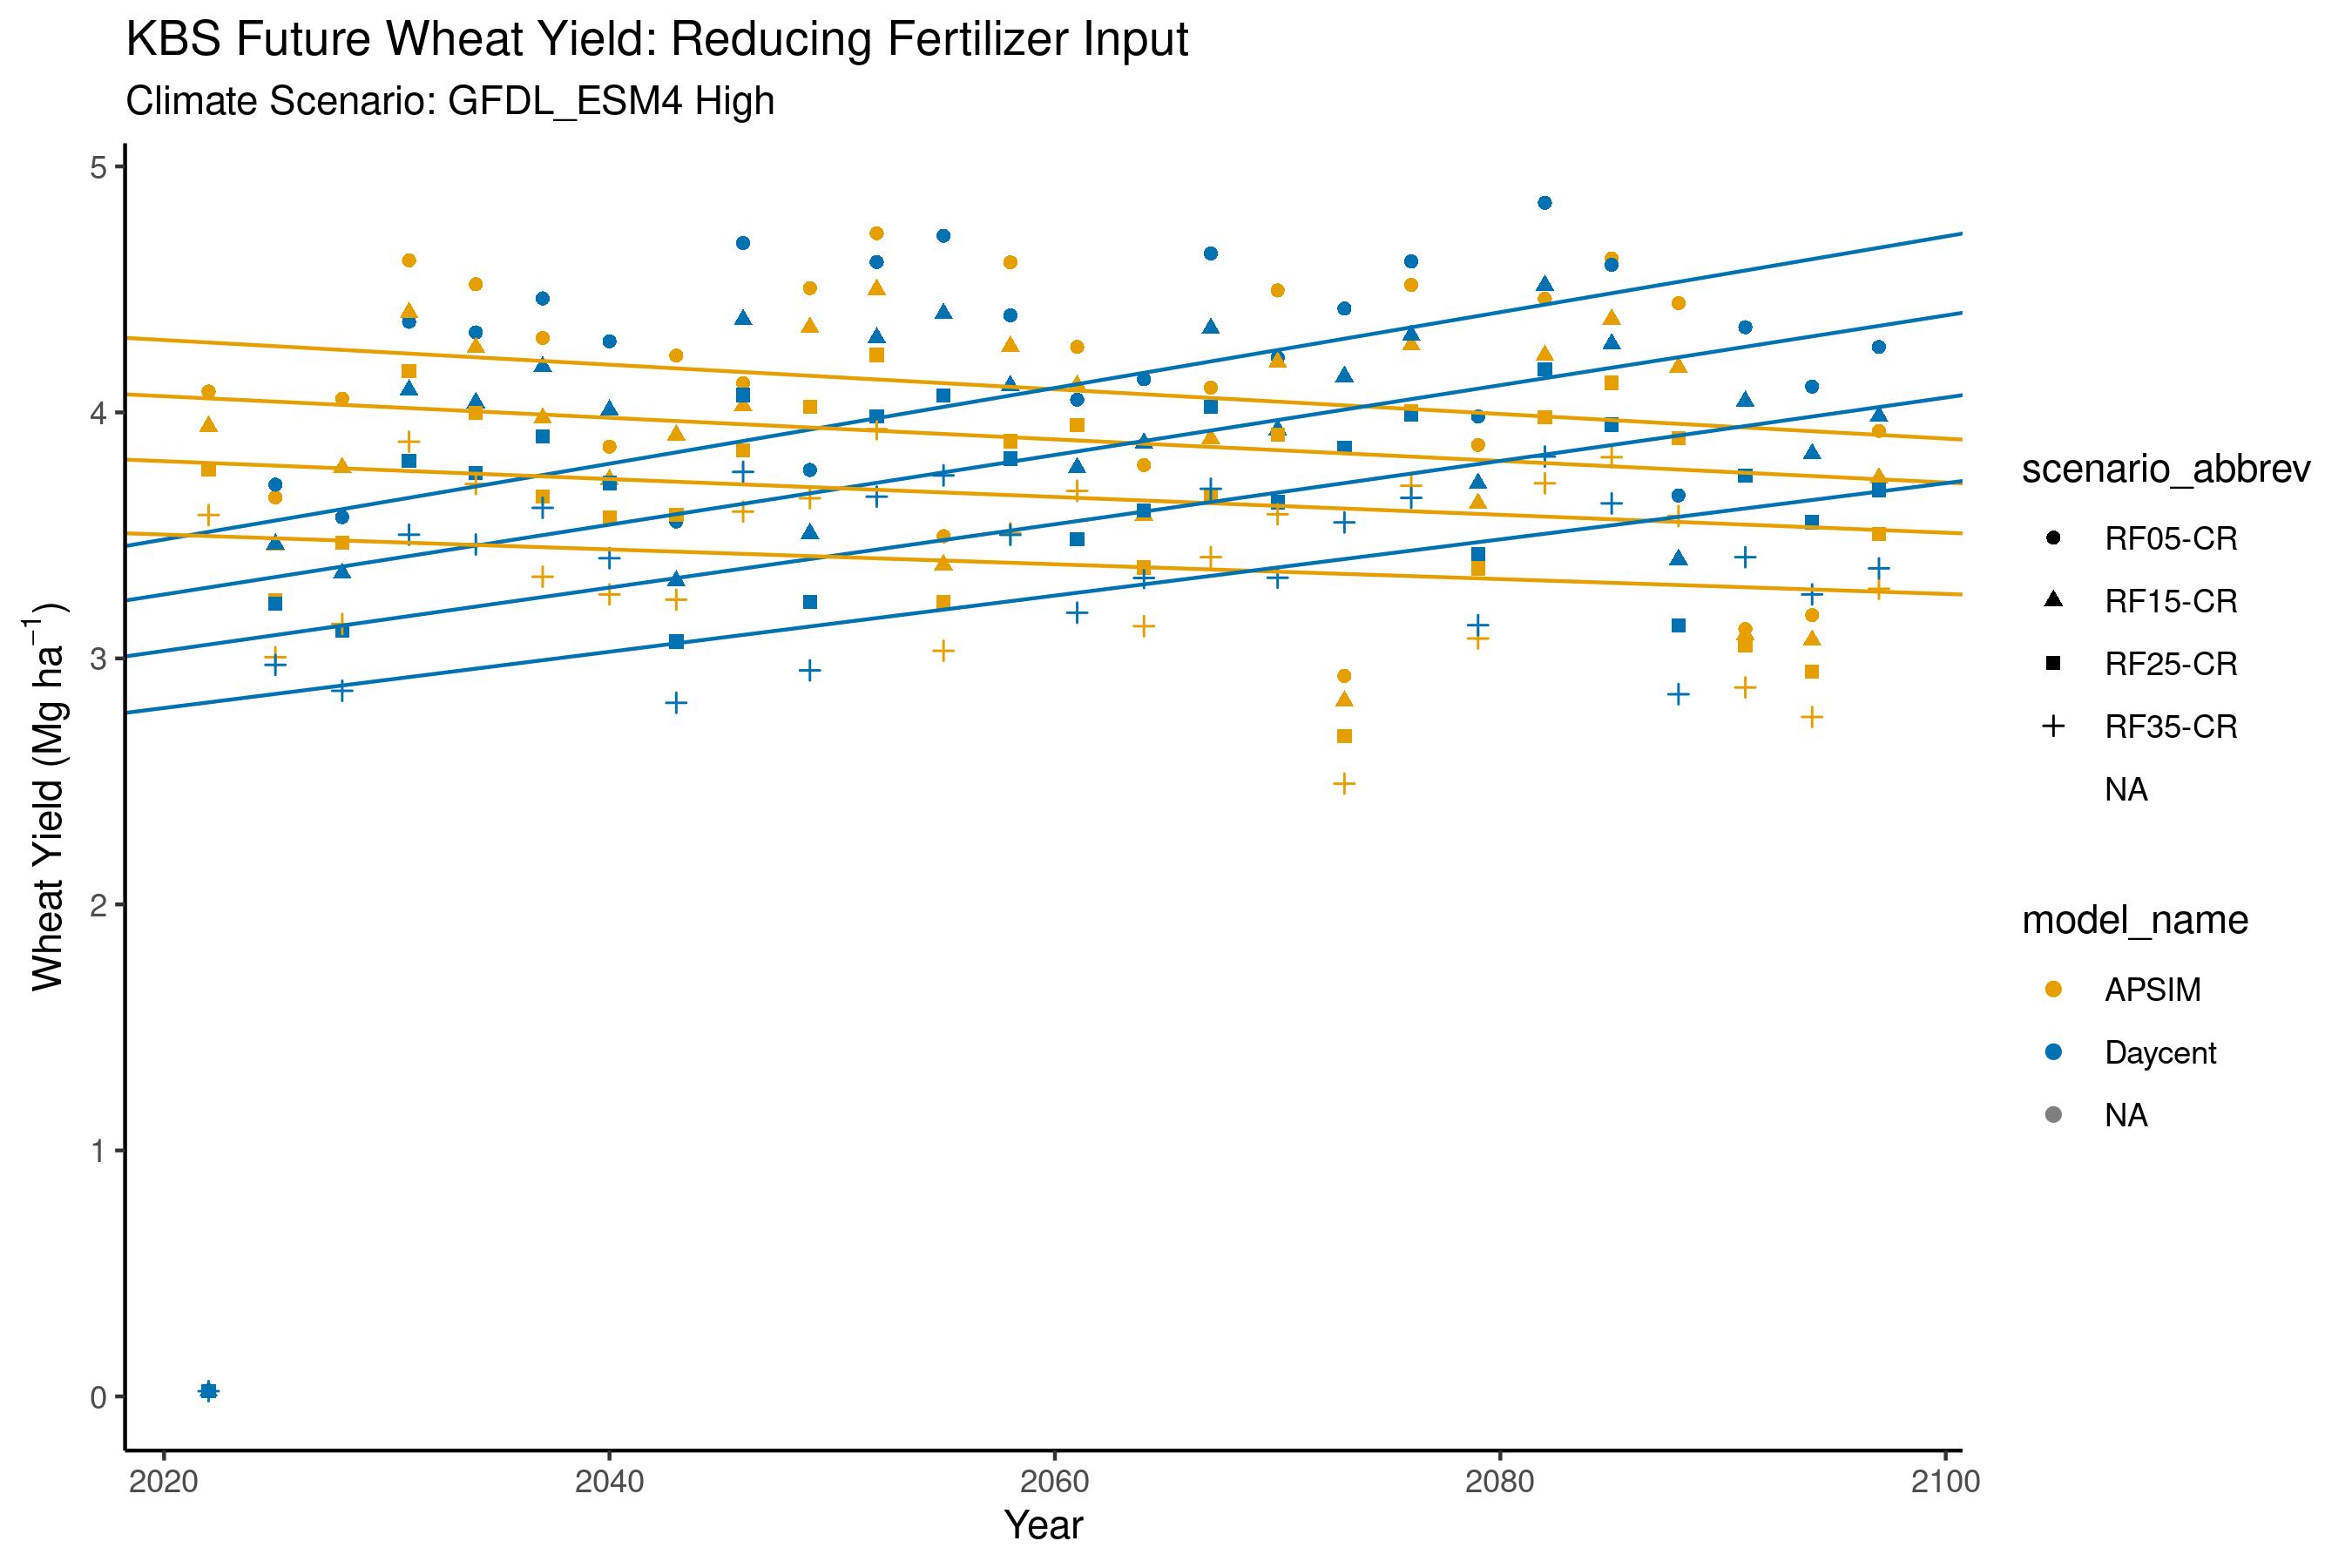 KBS Future Wheat Yield: Reducing Fertilizer Input
Climate Scenario: GFDL_ESM4 High
5
4
3
2
1
0
Wheat Yield (Mg ha⁻¹)
2020 2040 2060 2080 2100
Year
scenario_abbrev
RF05-CR
RF15-CR
RF25-CR
RF35-CR
NA
model_name
APSIM
Daycent
NA